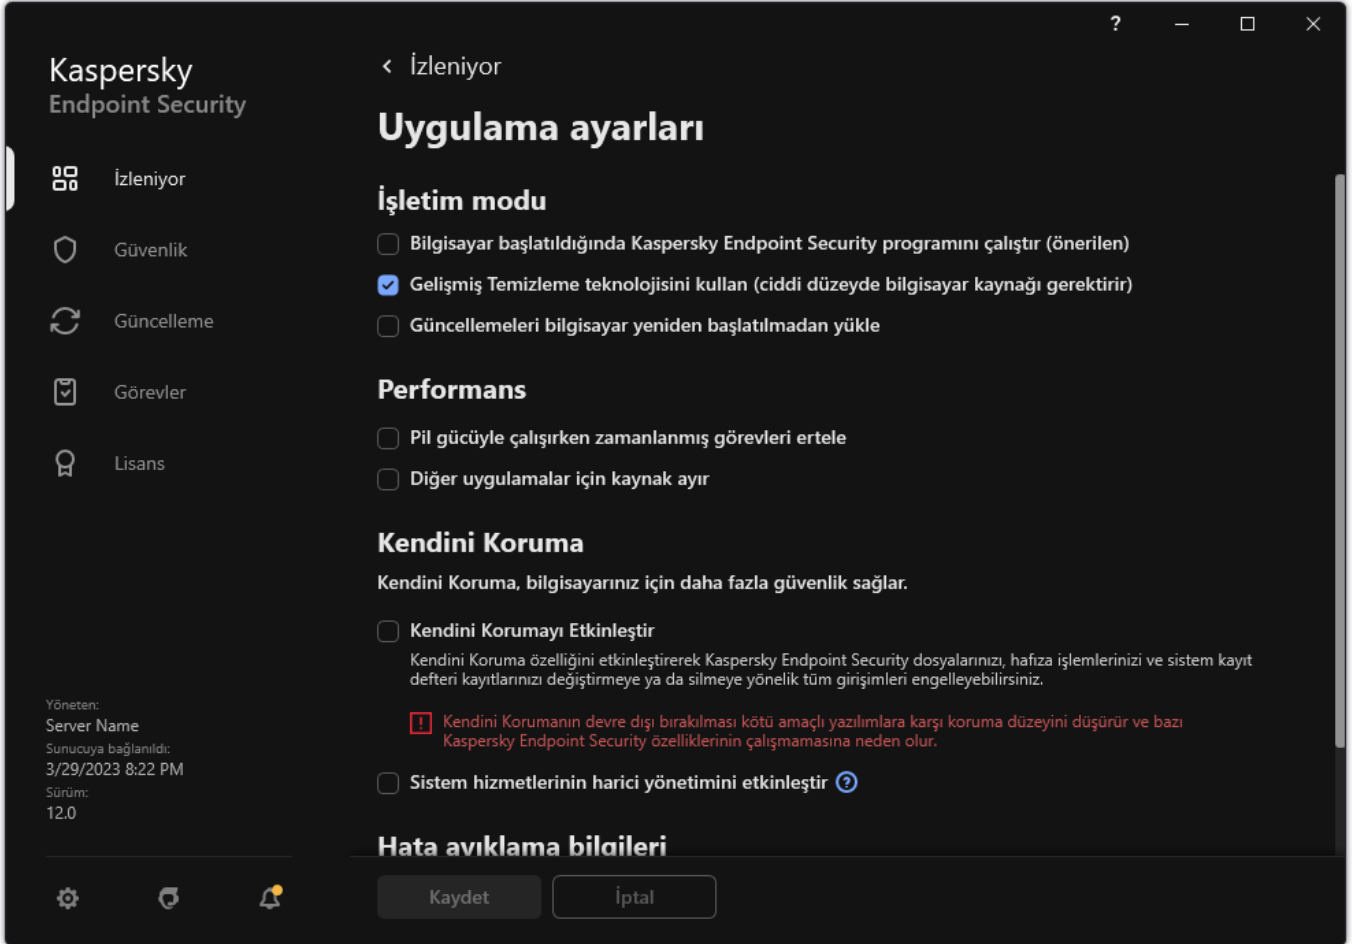 Kaspersky
Endpoint Security
İzleniyor
Güvenlik
Güncelleme
Görevler
Lisans
Yöneten:
Server Name
Sunucuya bağlanıldı:
3/29/2023 8:22 PM
Sürüm:
12.0
İzleniyor
Uygulama ayarları
İşletim modu
Bilgisayar başlatıldığında Kaspersky Endpoint Security programını çalıştır (önerilen)
Gelişmiş Temizleme teknolojisini kullan (ciddi düzeyde bilgisayar kaynağı gerektirir)
Güncellemeleri bilgisayar yeniden başlatılmadan yükle
Performans
Pil gücüyle çalışırken zamanlanmış görevleri ertele
Diğer uygulamalar için kaynak ayır
Kendini Koruma
Kendini Koruma, bilgisayarınız için daha fazla güvenlik sağlar.
Kendini Korumayı Etkinleştir
Kendini Koruma özelliğini etkinleştirerek Kaspersky Endpoint Security dosyalarınızı, hafıza işlemlerinizi ve sistem kayıt
defteri kayıtlarınızı değiştirmeye ya da silmeye yönelik tüm girişimleri engelleyebilirsiniz.
Kendini Korumanın devre dışı bırakılması kötü amaçlı yazılımlara karşı koruma düzeyini düşürür ve bazı
Kaspersky Endpoint Security özelliklerinin çalışmamasına neden olur.
Sistem hizmetlerinin harici yönetimini etkinleştir
Hata ayıklama bilgileri
Kaydet
İptal